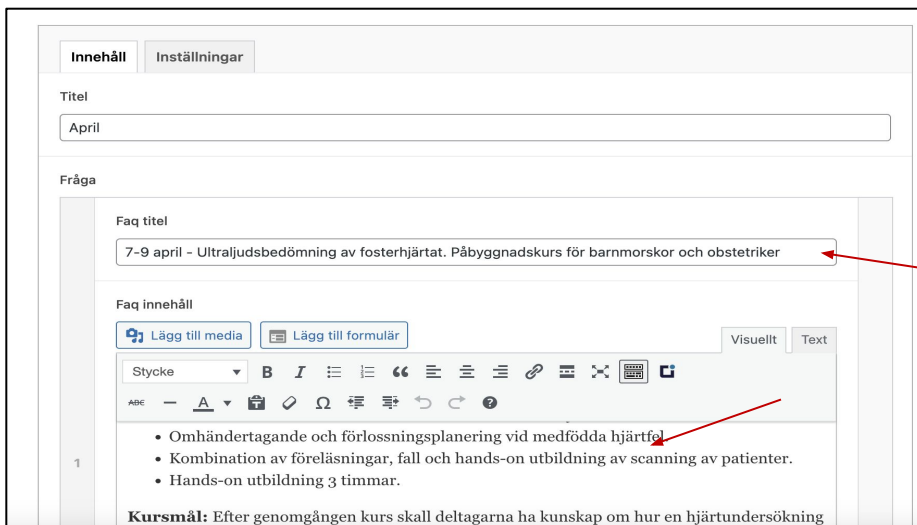 Innehåll Inställningar
Titel
April
Fråga
Faq titel
7-9 april - Ultraljudsbedömning av fosterhjärtat. Påbyggnadskurs för barnmorskor och obstetriker
Faq innehåll
Lägg till media Lägg till formulär Visuellt Text
Stycke
• Omhändertagande och förlossningsplanering vid medfödda hjärtfel
• Kombination av föreläsningar, fall och hands-on utbildning av scanning av patienter.
1
• Hands-on utbildning 3 timmar.
Kursmål: Efter genomgången kurs skall deltagarna ha kunskap om hur en hjärtundersökning